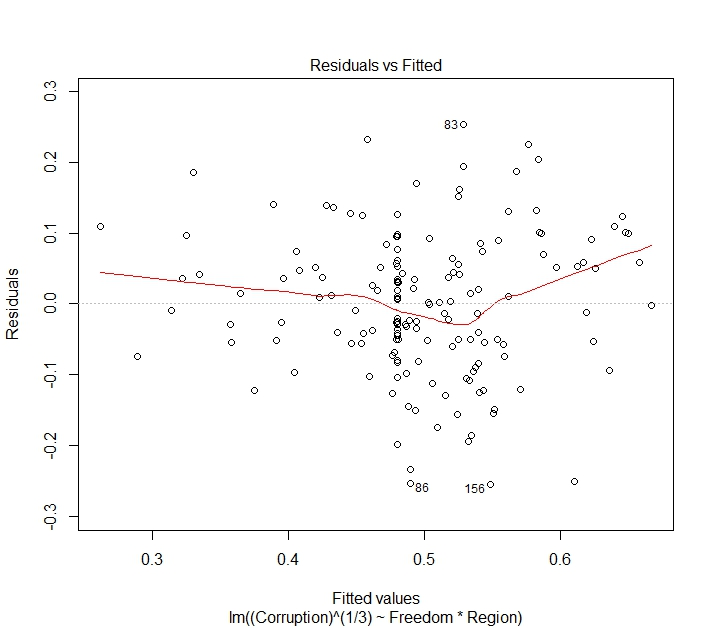 Residuals vs Fitted
0.3
0.2
0.1
0.0
-0.1
-0.2
-0.3
Residuals
83
86
156
0.3 0.4 0.5 0.6
Fitted values
lm((Corruption)^(1/3) ~ Freedom * Region)